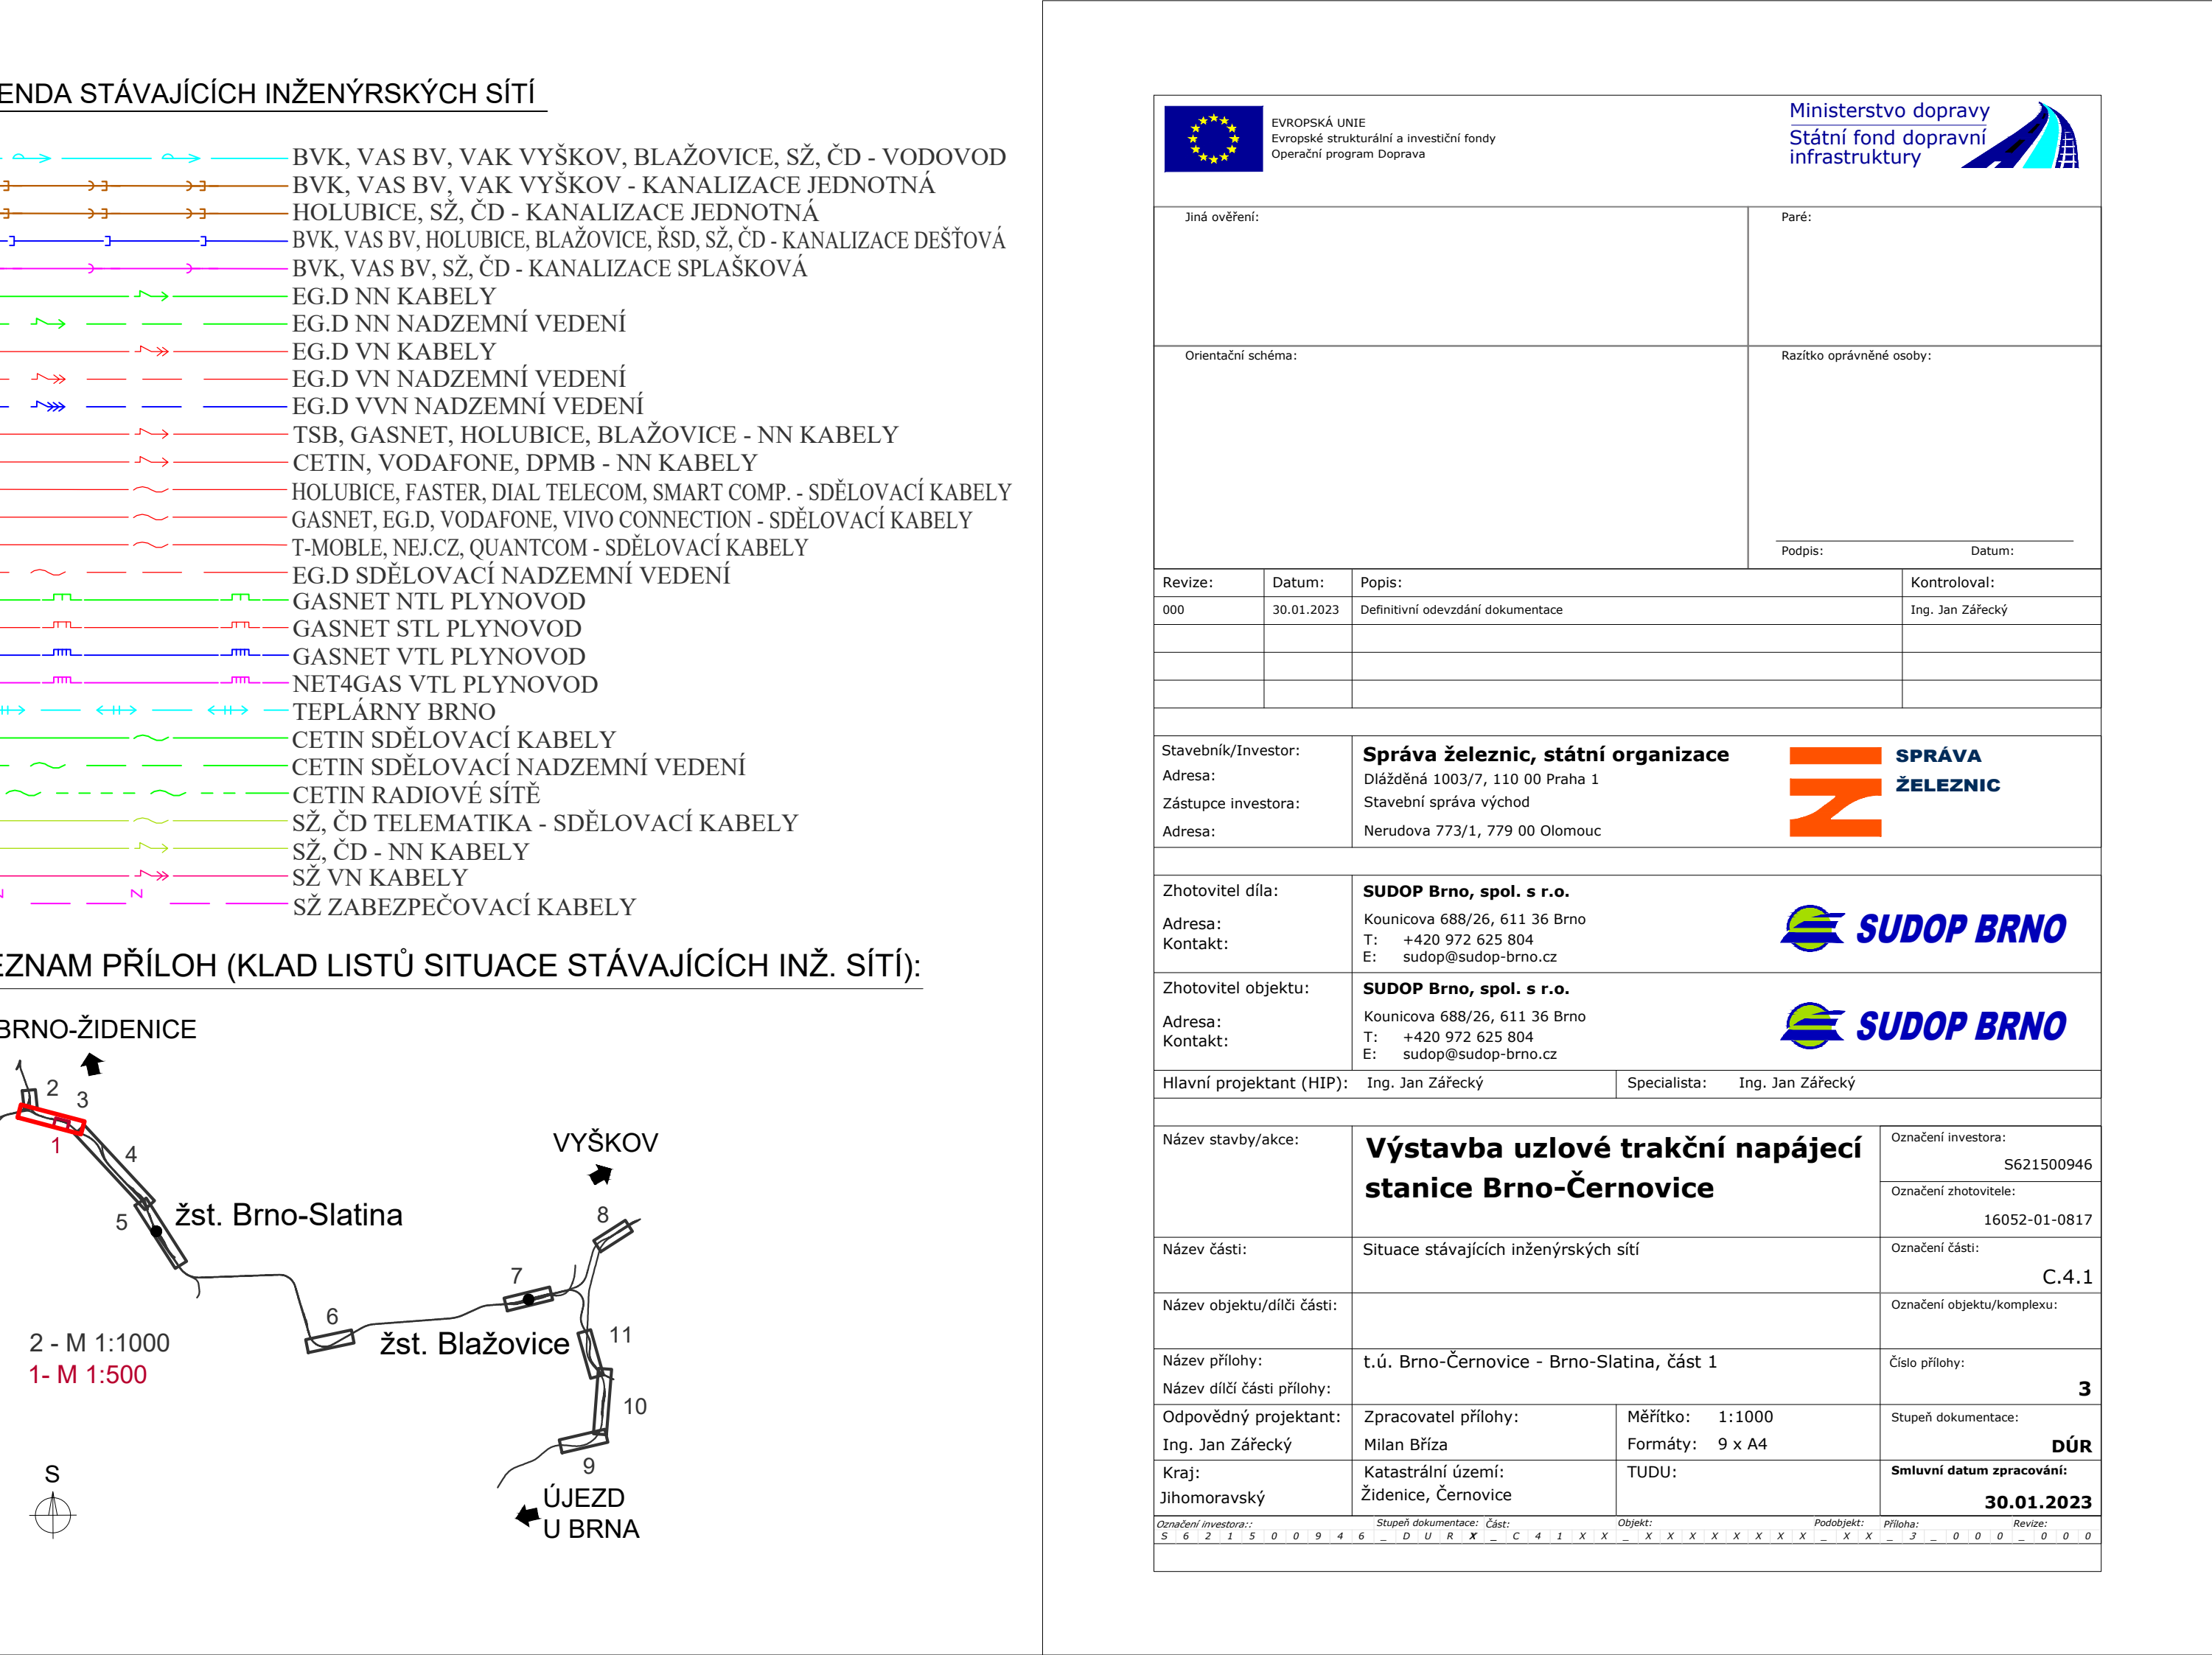 ENDA STÁVAJÍCÍCH INŽENÝRSKÝCH SÍTÍ
BVK, VAS BV, VAK VYŠKOV, BLAŽOVICE, SŽ, ČD - VODOVOD
BVK, VAS BV, VAK VYŠKOV - KANALIZACE JEDNOTNÁ
HOLUBICE, SŽ, ČD - KANALIZACE JEDNOTNÁ
BVK, VAS BV, HOLUBICE, BLAŽOVICE, ŘSD, SŽ, ČD - KANALIZACE DEŠŤOVÁ
BVK, VAS BV, SŽ, ČD - KANALIZACE SPLAŠKOVÁ
EG.D NN KABELY
EG.D NN NADZEMNÍ VEDENÍ
EG.D VN KABELY
EG.D VN NADZEMNÍ VEDENÍ
EG.D VVN NADZEMNÍ VEDENÍ
TSB, GASNET, HOLUBICE, BLAŽOVICE - NN KABELY
CETIN, VODAFONE, DPMB - NN KABELY
HOLUBICE, FASTER, DIAL TELECOM, SMART COMP. - SDĚLOVACÍ KABELY
GASNET, EG.D, VODAFONE, VIVO CONNECTION - SDĚLOVACÍ KABELY
T-MOBLE, NEJ.CZ, QUANTCOM - SDĚLOVACÍ KABELY
EG.D SDĚLOVACÍ NADZEMNÍ VEDENÍ
GASNET NTL PLYNOVOD
GASNET STL PLYNOVOD
GASNET VTL PLYNOVOD
NET4GAS VTL PLYNOVOD
TEPLÁRNY BRNO
CETIN SDĚLOVACÍ KABELY
CETIN SDĚLOVACÍ NADZEMNÍ VEDENÍ
CETIN RADIOVÉ SÍTĚ
SŽ, ČD TELEMATIKA - SDĚLOVACÍ KABELY
SŽ, ČD - NN KABELY
SŽ VN KABELY
N SŽ ZABEZPEČOVACÍ KABELY
EZNAM PŘÍLOH (KLAD LISTŮ SITUACE STÁVAJÍCÍCH INŽ. SÍTÍ):
BRNO-ŽIDENICE
2
3
1
4
5
žst. Brno-Slatina
VYŠKOV
8
7
6
žst. Blažovice
11
10
9
2 - M 1:1000
1- M 1:500
S
ÚJEZD
U BRNA
EVROPSKÁ UNIE
Evropské strukturální a investiční fondy
Operační program Doprava
Ministerstvo dopravy
Státní fond dopravní
infrastruktury
Jiná ověření:
Paré:
Orientační schéma:
Razítko oprávněné osoby:
Podpis: Datum:
Revize: Datum: Popis: Kontroloval:
000 30.01.2023 Definitivní odevzdání dokumentace Ing. Jan Zářecký
Stavebník/Investor: Správa železnic, státní organizace
Adresa: Dlážděná 1003/7, 110 00 Praha 1
Zástupce investora: Stavební správa východ
Adresa: Nerudova 773/1, 779 00 Olomouc
SPRÁVA
ŽELEZNIC
Zhotovitel díla: SUDOP Brno, spol. s r.o.
Adresa: Kounicova 688/26, 611 36 Brno
Kontakt: T: +420 972 625 804
E: sudop@sudop-brno.cz
SUDOP BRNO
Zhotovitel objektu: SUDOP Brno, spol. s r.o.
Adresa: Kounicova 688/26, 611 36 Brno
Kontakt: T: +420 972 625 804
E: sudop@sudop-brno.cz
SUDOP BRNO
Hlavní projektant (HIP): Ing. Jan Zářecký Specialista: Ing. Jan Zářecký
Název stavby/akce: Výstavba uzlové trakční napájecí
stanice Brno-Černovice
Označení investora:
S621500946
Označení zhotovitele:
16052-01-0817
Název části: Situace stávajících inženýrských sítí
Označení části:
C.4.1
Název objektu/dílči části:
Označení objektu/komplexu:
Název přílohy: t.ú. Brno-Černovice - Brno-Slatina, část 1
Název dílčí části přílohy:
Číslo přílohy:
3
Odpovědný projektant: Zpracovatel přílohy: Měřítko: 1:1000 Stupeň dokumentace:
Ing. Jan Zářecký Milan Bříza Formáty: 9 x A4 DÚR
Kraj: Katastrální území: TUDU: Smluvní datum zpracování:
Jihomoravský Židenice, Černovice 30.01.2023
Označení investora:: Stupeň dokumentace: Část: Objekt: Podobjekt: Příloha: Revize:
S 6 2 1 5 0 0 9 4 6 _ D U R X _ C 4 1 X X _ X X X X X X X X _ X X _ 3 _ 0 0 0 _ 0 0 0